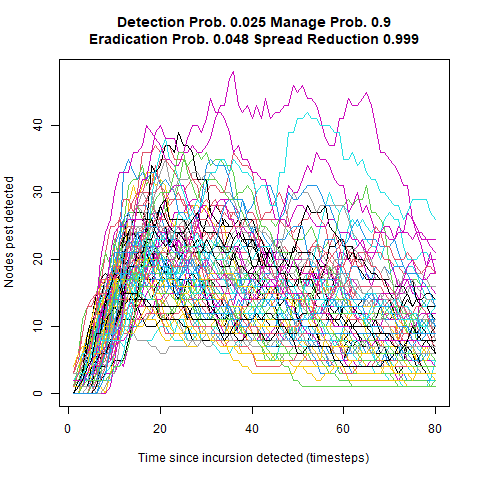 Detection Prob. 0.025 Manage Prob. 0.9
Eradication Prob. 0.048 Spread Reduction 0.999
Nodes pest detected
40
30
20
10
0
0 20 40 60 80
Time since incursion detected (timesteps)